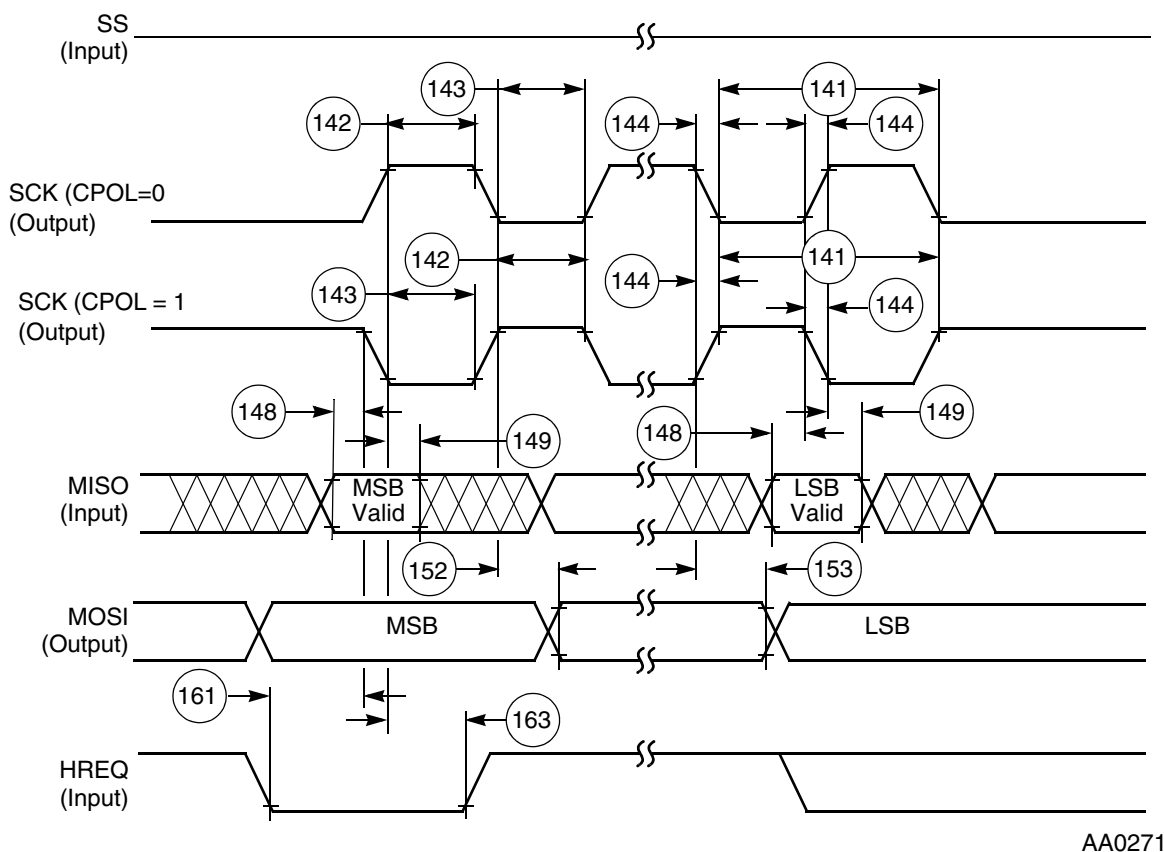 SS
(Input)
143
141
142
144
144
SCK (CPOL=0
(Output)
142
141
143
144
SCK (CPOL = 1
(Output)
144
148
149
148
149
MISO
(Input)
MSB
Valid
LSB
Valid
152
153
MOSI
(Output)
MSB
LSB
161
163
HREQ
(Input)
AA0271